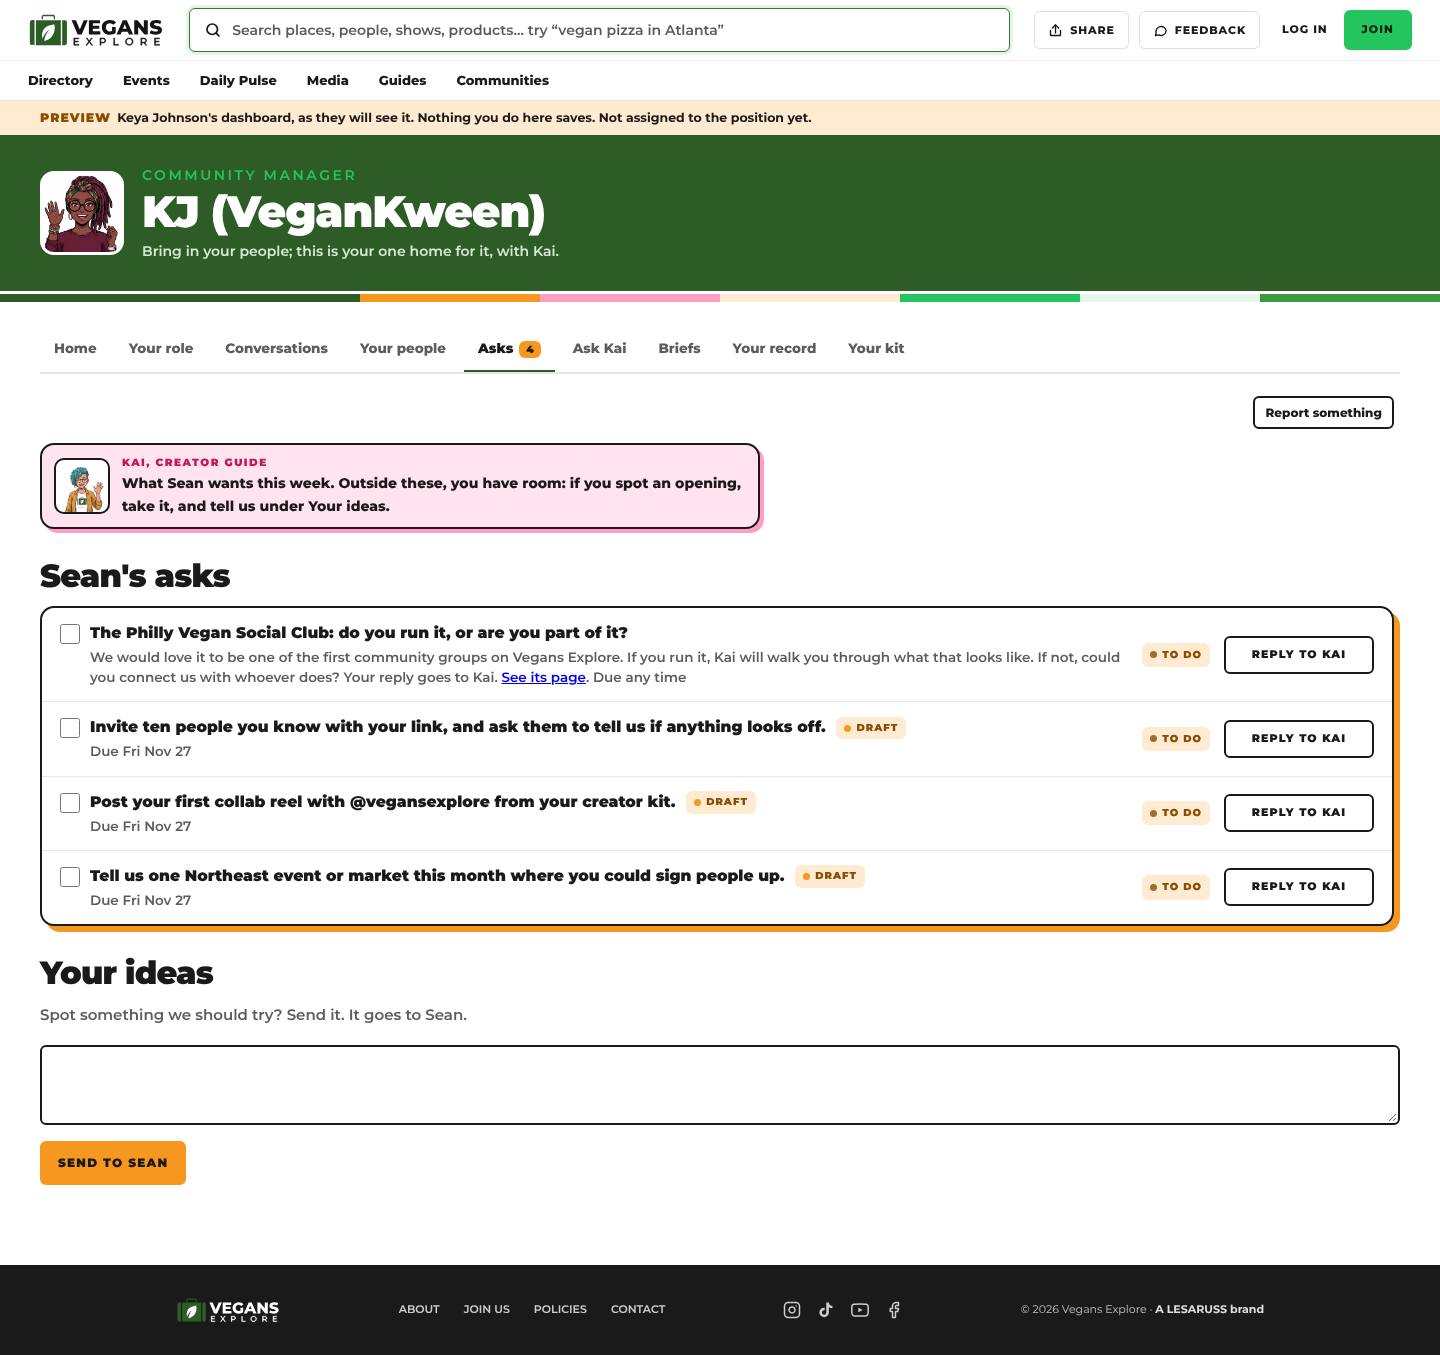 VEGANS
EXPLORE
Search places, people, shows, products... try “vegan pizza in Atlanta”
SHARE
FEEDBACK
LOG IN
JOIN
Directory
Events
Daily Pulse
Media
Guides
Communities
PREVIEW Keya Johnson's dashboard, as they will see it. Nothing you do here saves. Not assigned to the position yet.
COMMUNITY MANAGER
KJ (VeganKween)
Bring in your people; this is your one home for it, with Kai.
Home
Your role
Conversations
Your people
Asks 4
Ask Kai
Briefs
Your record
Your kit
Report something
KAI, CREATOR GUIDE
What Sean wants this week. Outside these, you have room: if you spot an opening,
take it, and tell us under Your ideas.
Sean's asks
The Philly Vegan Social Club: do you run it, or are you part of it?
We would love it to be one of the first community groups on Vegans Explore. If you run it, Kai will walk you through what that looks like. If not, could
you connect us with whoever does? Your reply goes to Kai. See its page. Due any time
TO DO
REPLY TO KAI
Invite ten people you know with your link, and ask them to tell us if anything looks off. DRAFT
Due Fri Nov 27
TO DO
REPLY TO KAI
Post your first collab reel with @vegansexplore from your creator kit. DRAFT
Due Fri Nov 27
TO DO
REPLY TO KAI
Tell us one Northeast event or market this month where you could sign people up. DRAFT
Due Fri Nov 27
TO DO
REPLY TO KAI
Your ideas
Spot something we should try? Send it. It goes to Sean.
SEND TO SEAN
VEGANS
EXPLORE
ABOUT
JOIN US
POLICIES
CONTACT
© 2026 Vegans Explore · A LESARUSS brand